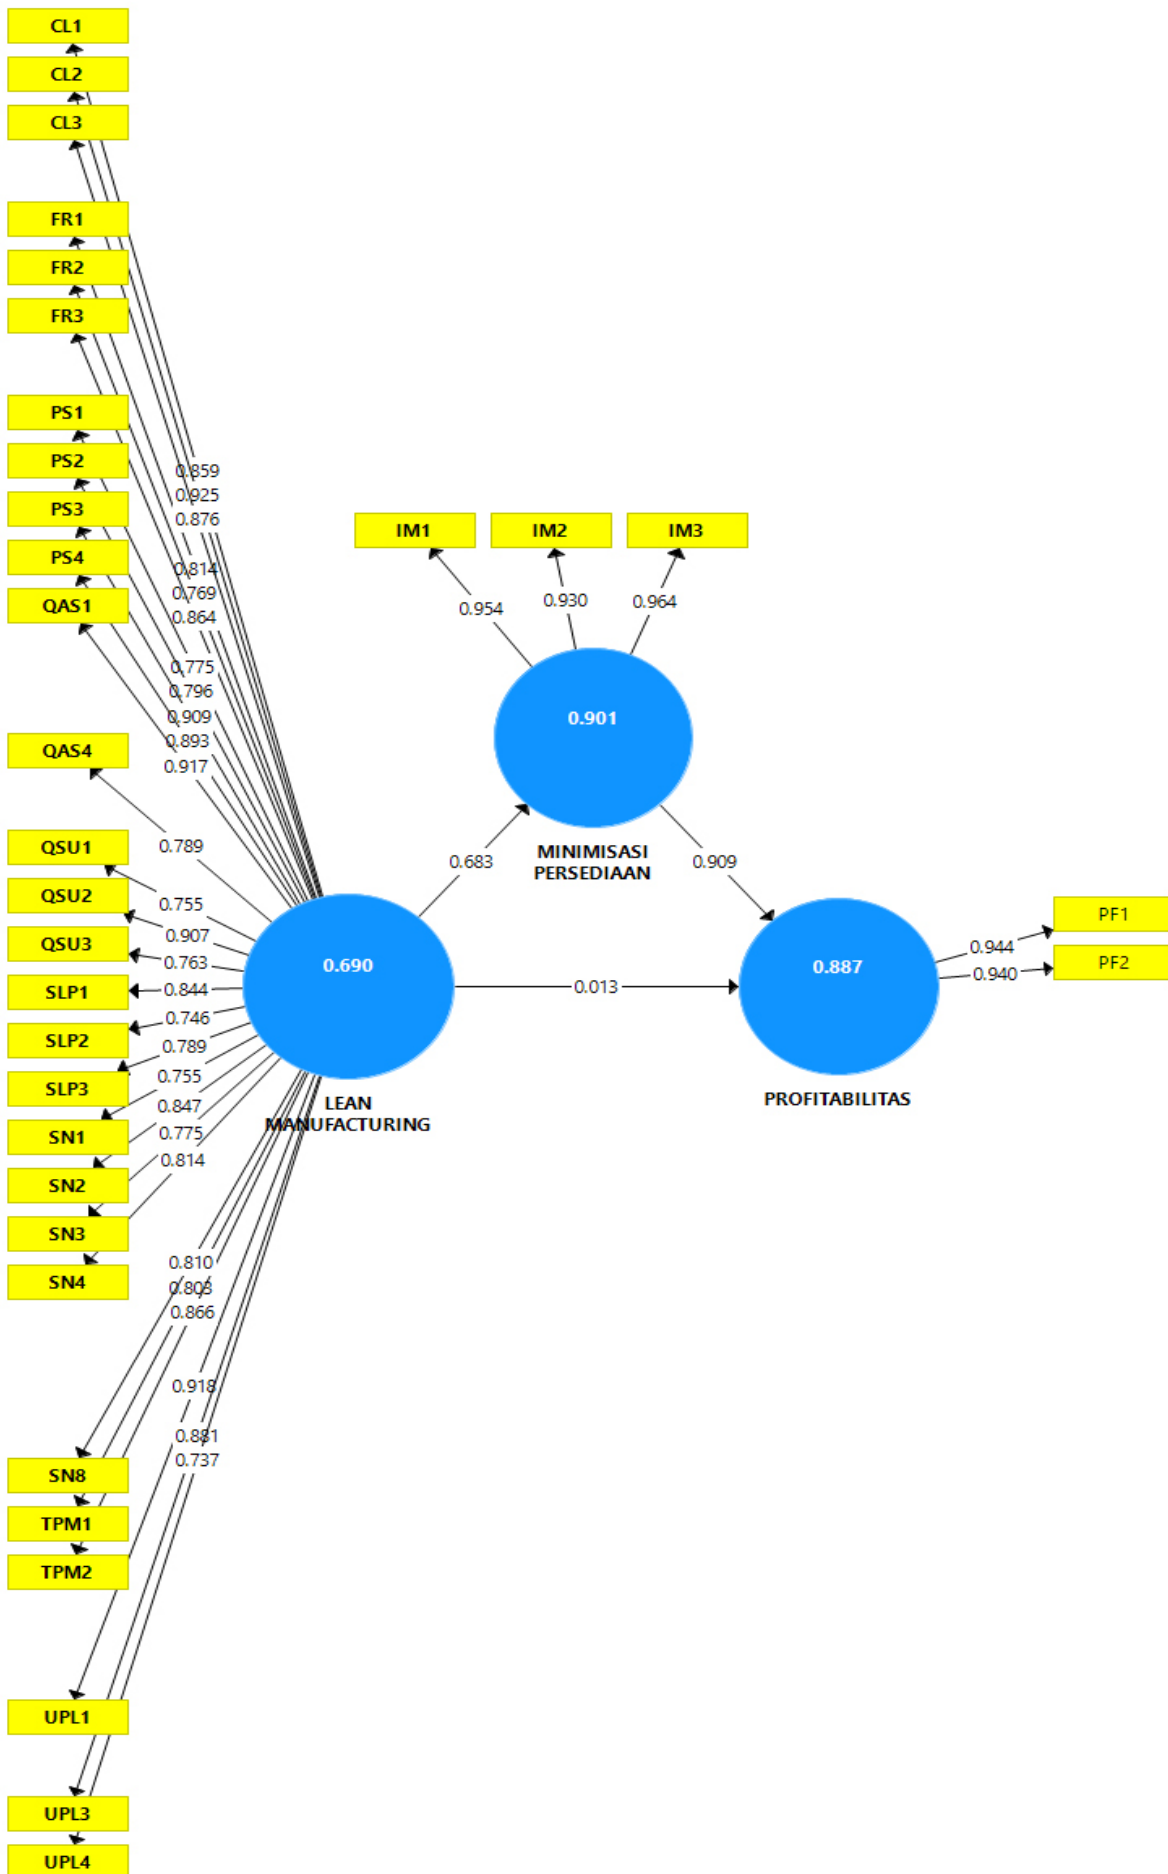 CL1
CL2
CL3
FR1
FR2
FR3
PS1
PS2
PS3
PS4
QAS1
QAS4
QSU1
QSU2
QSU3
SLP1
SLP2
SLP3
SN1
SN2
SN3
SN4
SN8
TPM1
TPM2
UPL1
UPL3
UPL4
0.859
0.925
0.876
0.814
0.769
0.864
0.775
0.796
0.909
0.893
0.917
0.789
0.755
0.907
0.763
0.844
0.746
0.789
0.755
0.847
0.775
0.814
0.810
0.803
0.866
0.918
0.881
0.737
0.690
LEAN
MANUFACTURING
0.683
0.013
IM1 IM2 IM3
0.954 0.930 0.964
0.901
MINIMISASI
PERSEDIAAN
0.909
0.887
PROFITABILITAS
0.944
0.940
PF1
PF2